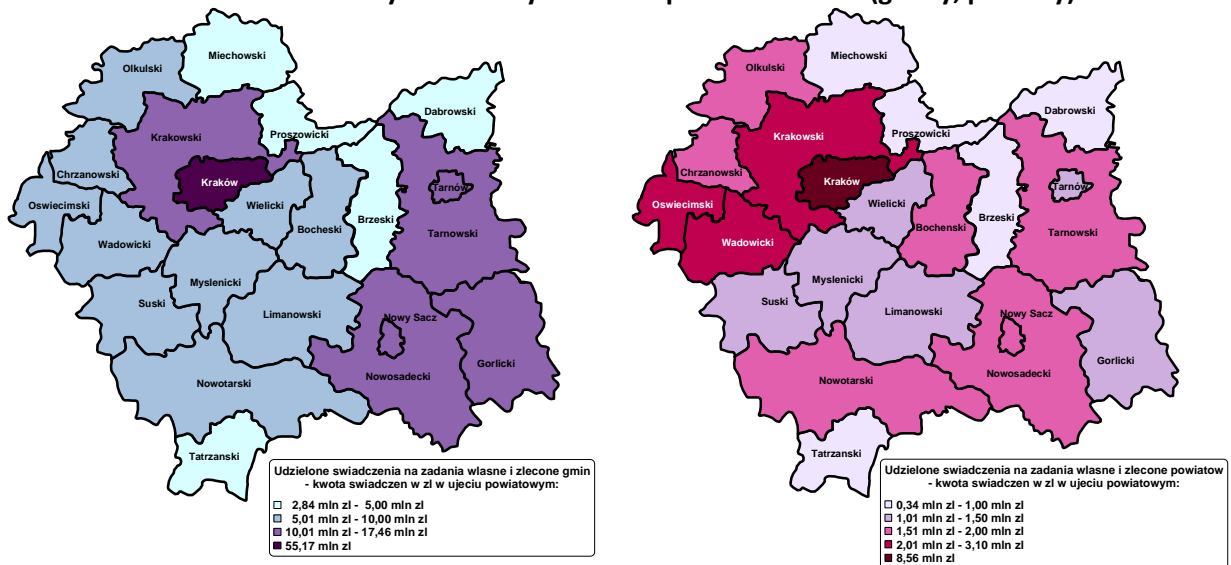 Miechowski
Olkulski
Dabrowski
Proszowicki
Krakowski
Chrzanowski
Kraków
Tarnów
Oswiecimski
Wielicki
Brzeski
Bocheski
Tarnowski
Wadowicki
Myslenicki
Suski
Limanowski
Nowy Sacz
Gorlicki
Nowosadecki
Nowotarski
Tatrzanski
Udzielone swiadczenia na zadania wlasne i zlecone gmin
- kwota swiadczen w zl w ujeciu powiatowym:
2,84 mln zl - 5,00 mln zl
5,01 mln zl - 10,00 mln zl
10,01 mln zl - 17,46 mln zl
55,17 mln zl
Miechowski
Olkulski
Dabrowski
Proszowicki
Krakowski
Chrzanowski
Kraków
Tarnów
Oswiecimski
Wielicki
Brzeski
Bochenski
Tarnowski
Wadowicki
Myslenicki
Suski
Limanowski
Nowy Sacz
Gorlicki
Nowosadecki
Nowotarski
Tatrzanski
Udzielone swiadczenia na zadania wlasne i zlecone powiatow
- kwota swiadczen w zl w ujeciu powiatowym:
0,34 mln zl - 1,00 mln zl
1,01 mln zl - 1,50 mln zl
1,51 mln zl - 2,00 mln zl
2,01 mln zl - 3,10 mln zl
8,56 mln zl